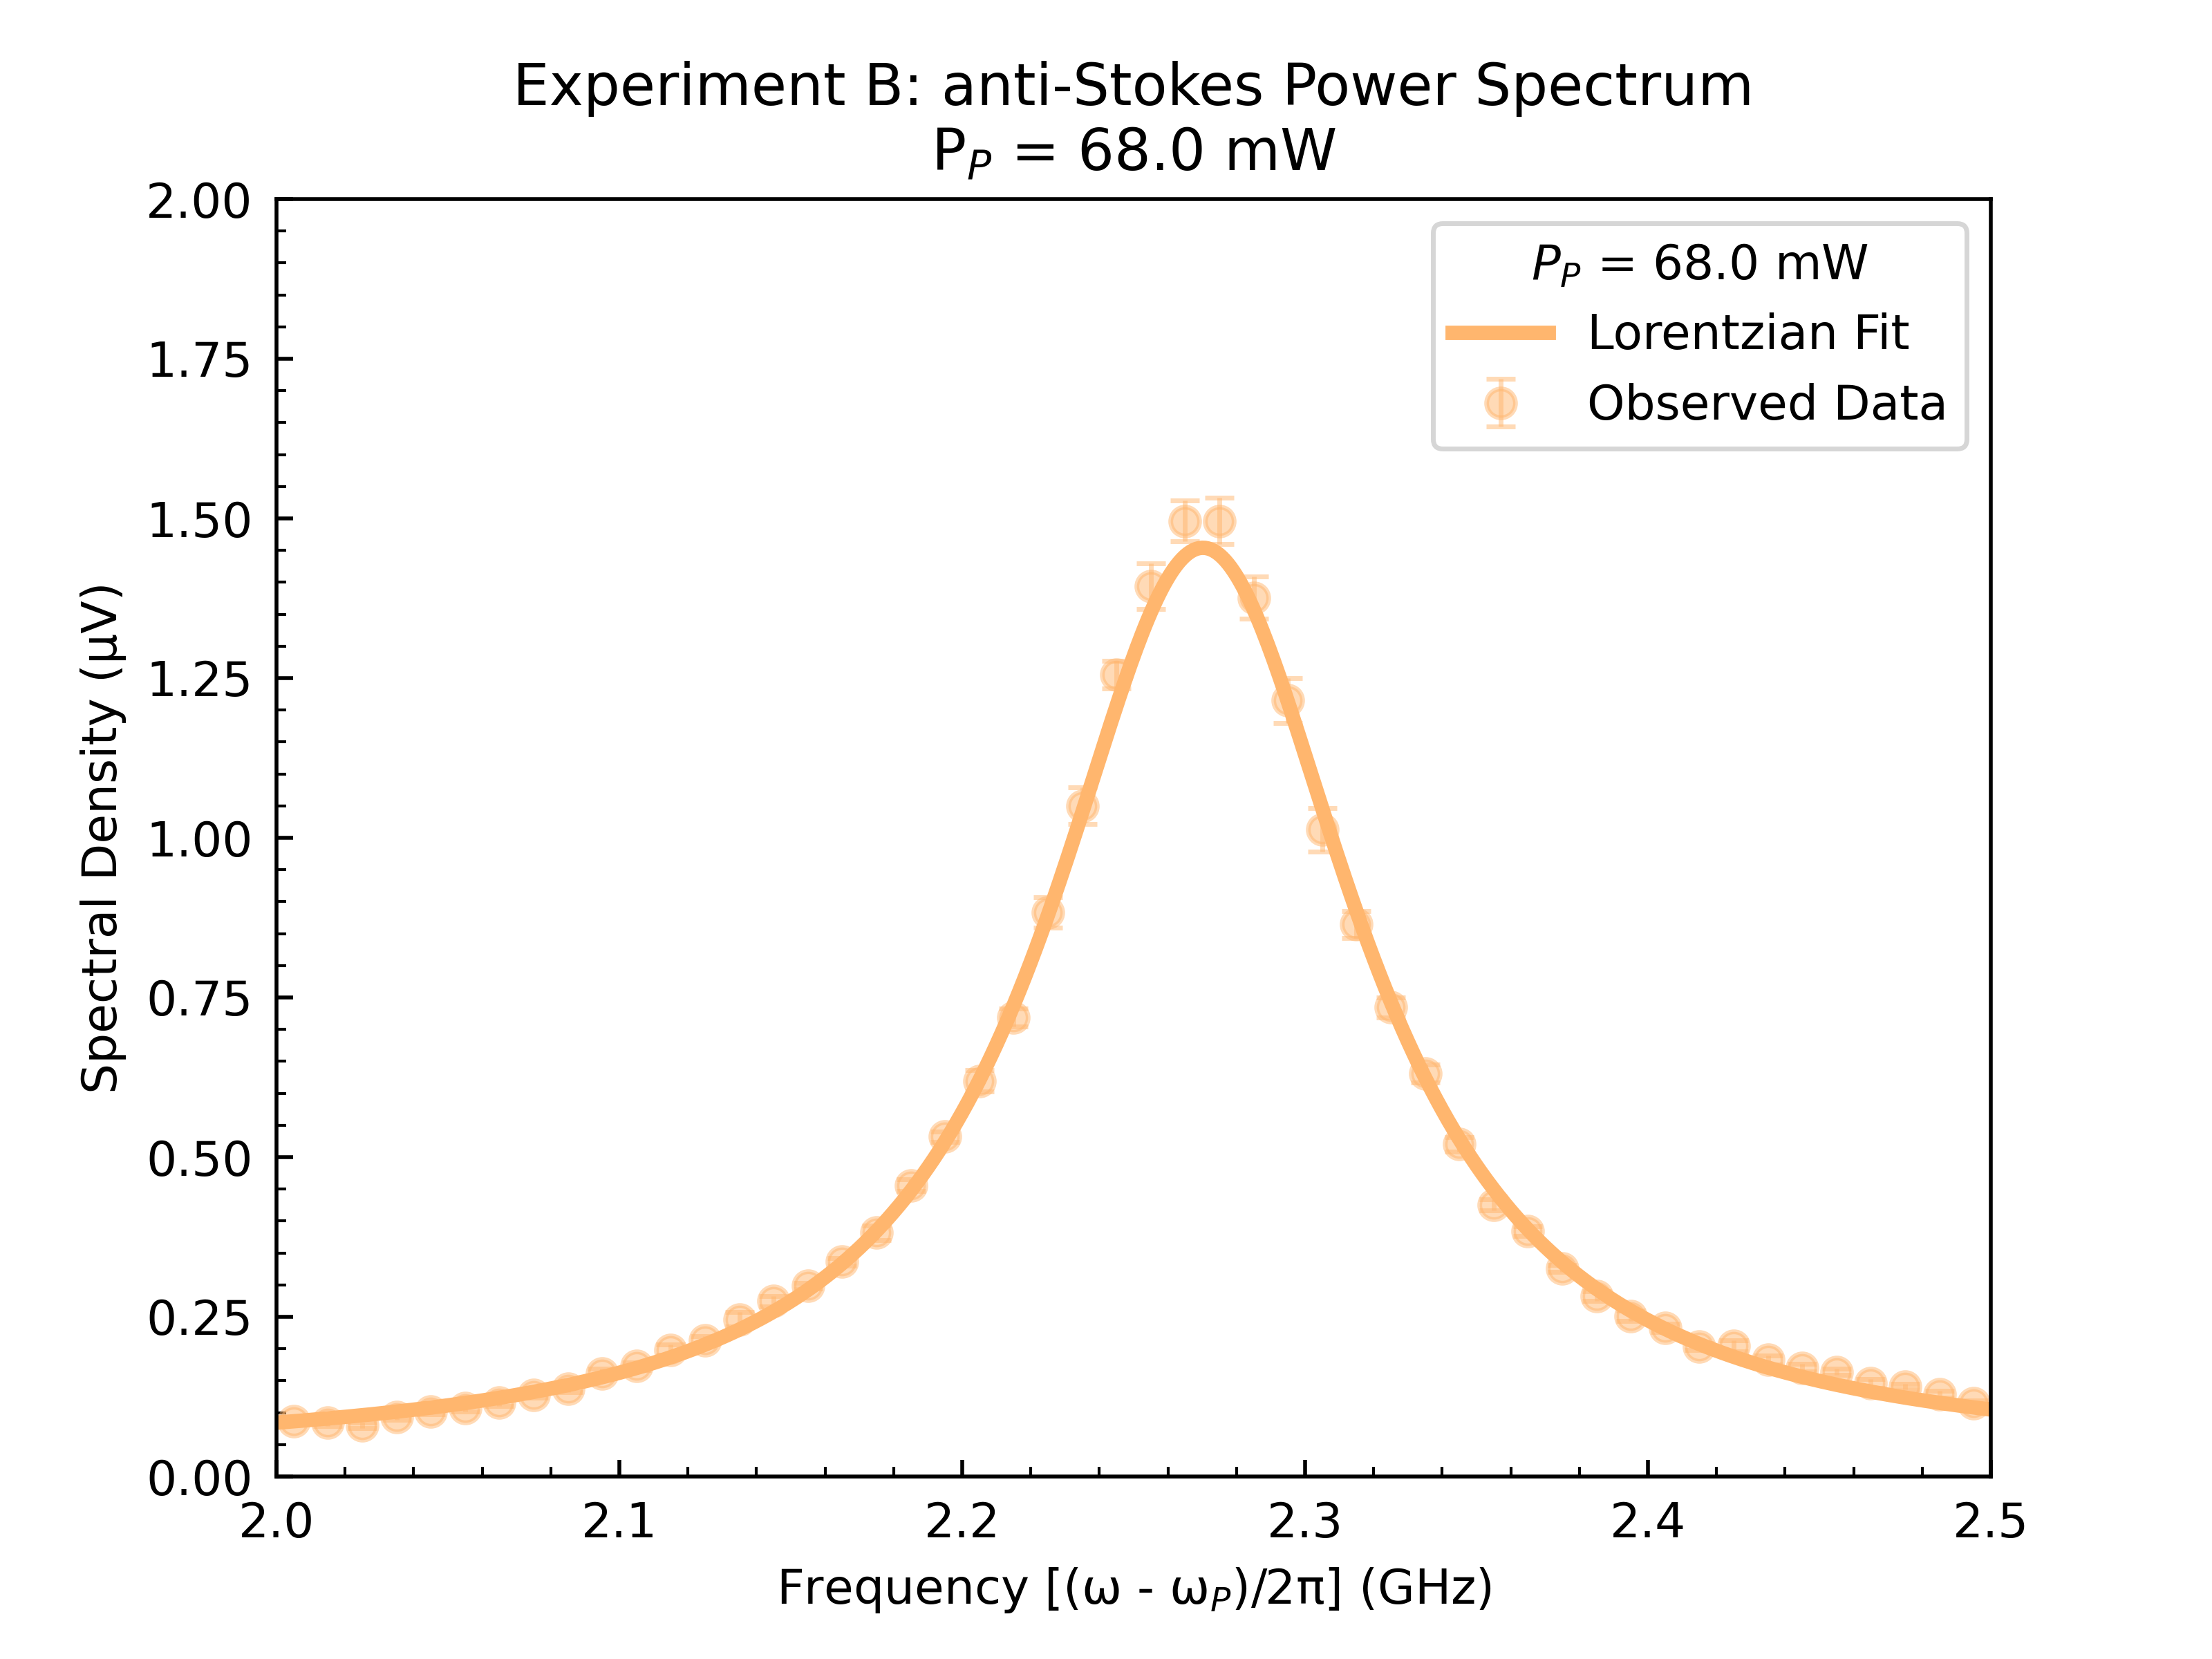 Experiment B: anti-Stokes Power Spectrum
P_P = 68.0 mW
P_P = 68.0 mW
Lorentzian Fit
Observed Data
Spectral Density (μV)
2.00
1.75
1.50
1.25
1.00
0.75
0.50
0.25
0.00
2.0 2.1 2.2 2.3 2.4 2.5
Frequency [(ω - ω_P)/2π] (GHz)